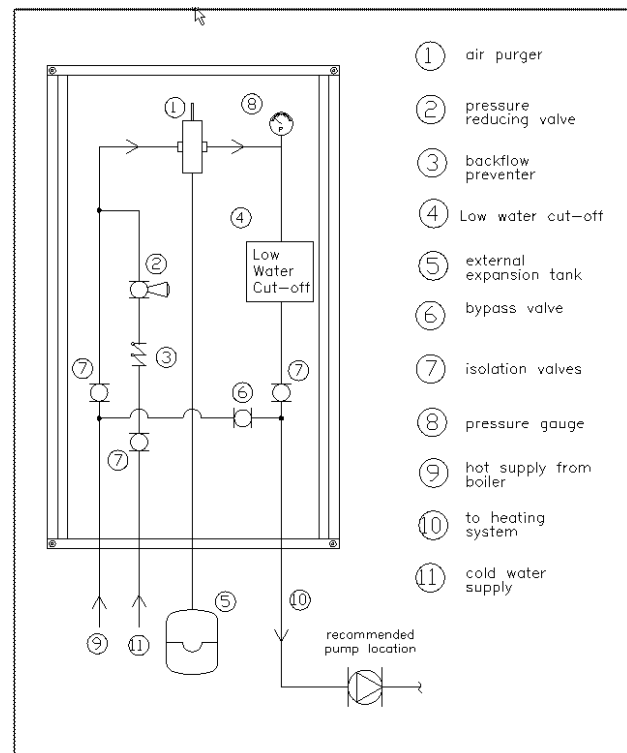 1 air purger
2 pressure
reducing valve
3 backflow
preventer
4 Low water cut-off
5 external
expansion tank
6 bypass valve
7 isolation valves
8 pressure gauge
9 hot supply from
boiler
10 to heating
system
11 cold water
supply
1
8
P
4
Low
Water
Cut-off
2
3
7
7
6
7
5
10
9
11
recommended
pump location